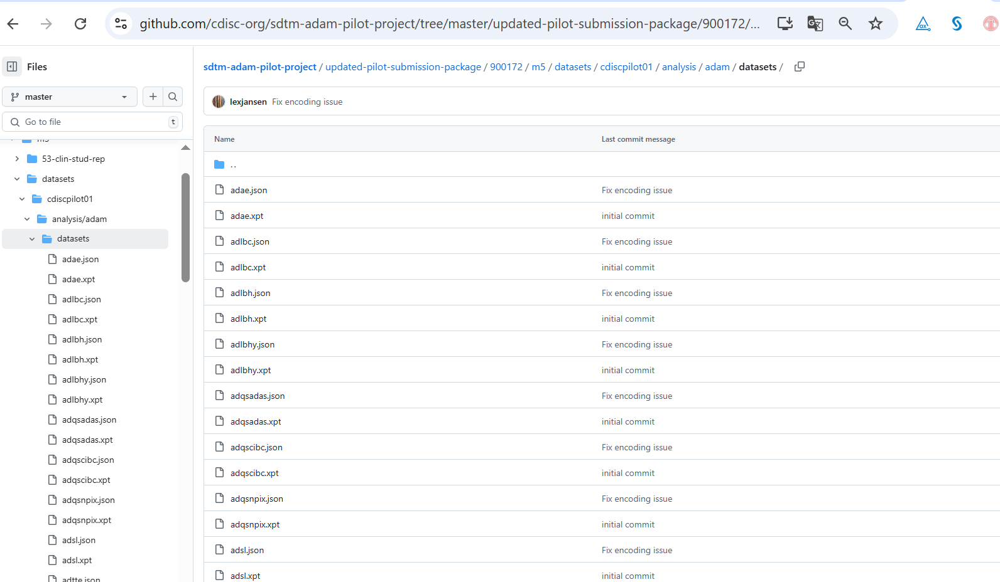 github.com/cdisc-org/sdtm-adam-pilot-project/tree/master/updated-pilot-submission-package/900172/...
Files
master
Go to file
t
m5
53-clin-stud-rep
datasets
cdiscpilot01
analysis/adam
datasets
adae.json
adae.xpt
adlbc.json
adlbc.xpt
adlbh.json
adlbh.xpt
adlbhy.json
adlbhy.xpt
adqsadas.json
adqsadas.xpt
adqscibc.json
adqscibc.xpt
adqsnpix.json
adqsnpix.xpt
adsl.json
adsl.xpt
adtte.json
sdtm-adam-pilot-project / updated-pilot-submission-package / 900172 / m5 / datasets / cdiscpilot01 / analysis / adam / datasets /
lexjansen Fix encoding issue
Name Last commit message
..
adae.json Fix encoding issue
adae.xpt initial commit
adlbc.json Fix encoding issue
adlbc.xpt initial commit
adlbh.json Fix encoding issue
adlbh.xpt initial commit
adlbhy.json Fix encoding issue
adlbhy.xpt initial commit
adqsadas.json Fix encoding issue
adqsadas.xpt initial commit
adqscibc.json Fix encoding issue
adqscibc.xpt initial commit
adqsnpix.json Fix encoding issue
adqsnpix.xpt initial commit
adsl.json Fix encoding issue
adsl.xpt initial commit